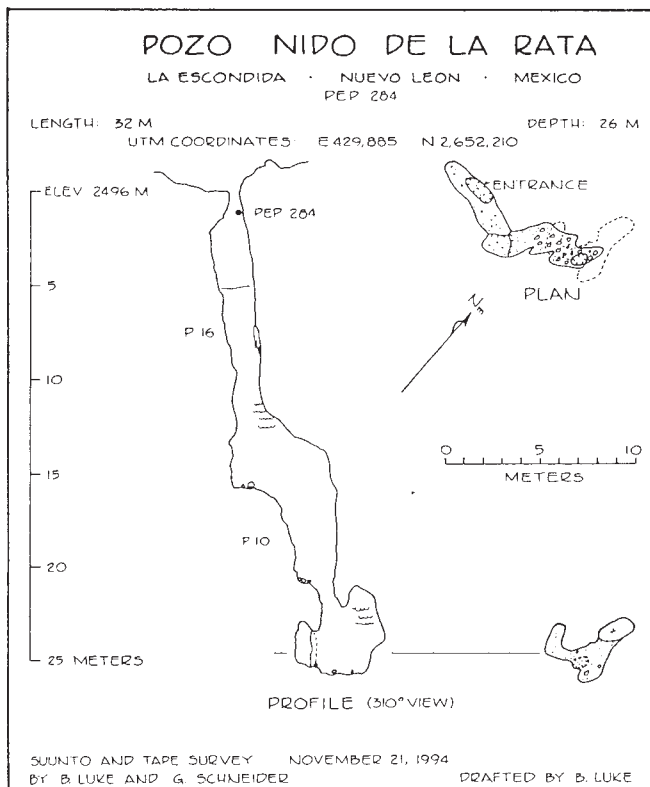 POZO NIDO DE LA RATA
LA ESCONDIDA · NUEVO LEON · MEXICO
PEP 284
LENGTH: 32 M
DEPTH: 26 M
UTM COORDINATES: E 429,885 N 2,652,210
ELEV 2496 M
PEP 284
ENTRANCE
PLAN
5
P 16
N
10
0 5 10
METERS
15
P 10
20
25 METERS
PROFILE (310° VIEW)
SUUNTO AND TAPE SURVEY NOVEMBER 21, 1994
BY B. LUKE AND G. SCHNEIDER
DRAFTED BY B. LUKE